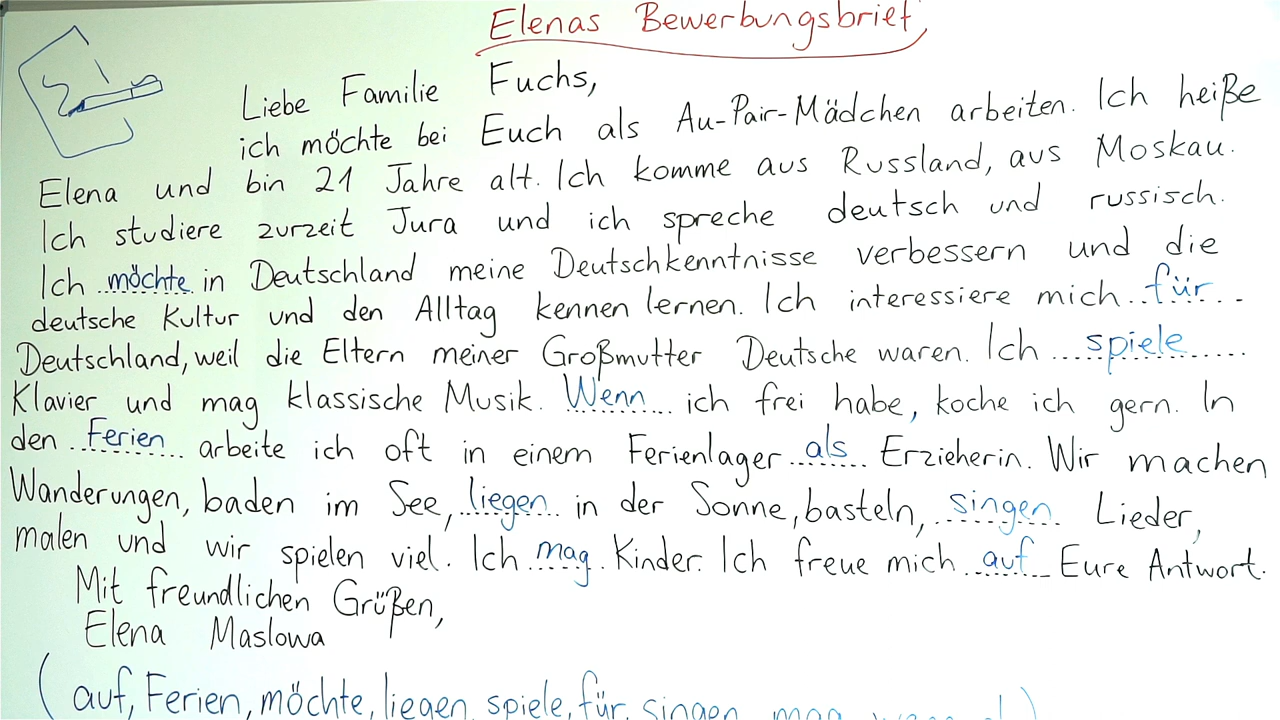 Elenas Bewerbungsbrief
Liebe Familie Fuchs,
ich möchte bei Euch als Au-Pair-Mädchen arbeiten. Ich heiße
Elena und bin 21 Jahre alt. Ich komme aus Russland, aus Moskau.
Ich studiere zurzeit Jura und ich spreche deutsch und russisch.
Ich möchte in Deutschland meine Deutschkenntnisse verbessern und die
deutsche Kultur und den Alltag kennen lernen. Ich interessiere mich für
Deutschland, weil die Eltern meiner Großmutter Deutsche waren. Ich spiele
Klavier und mag klassische Musik. Wenn ich frei habe, koche ich gern. In
den Ferien arbeite ich oft in einem Ferienlager als Erzieherin. Wir machen
Wanderungen, baden im See, liegen in der Sonne, basteln, singen Lieder,
malen und wir spielen viel. Ich mag Kinder. Ich freue mich auf Eure Antwort.
Mit freundlichen Grüßen,
Elena Maslowa
(auf, Ferien, möchte, liegen, spiele, für, singen, mag,